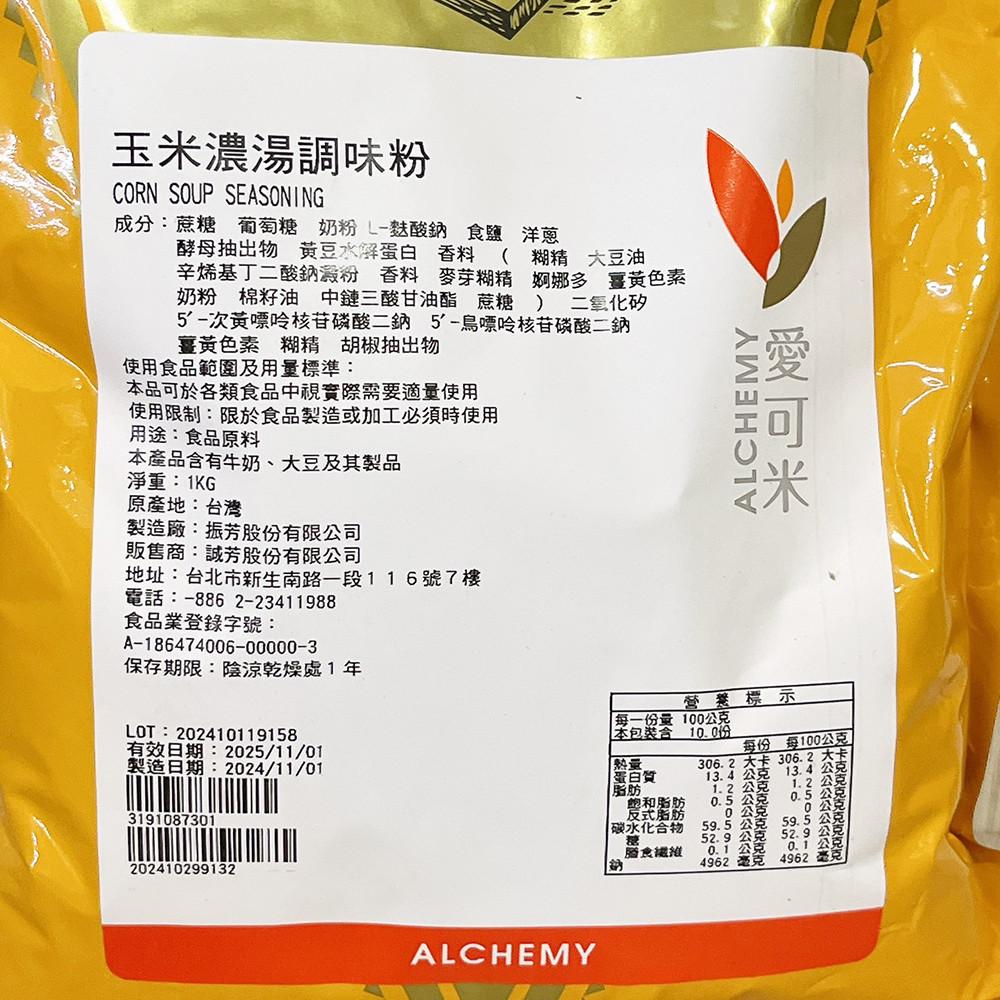 玉米濃湯調味粉
CORN SOUP SEASONING
成分：蔗糖 葡萄糖 奶粉 L-麩酸鈉 食鹽 洋蔥
酵母抽出物 黃豆水解蛋白 香料 ( 糊精 大豆油
辛烯基丁二酸鈉澱粉 香料 麥芽糊精 婀娜多 薑黃色素
奶粉 棉籽油 中鏈三酸甘油酯 蔗糖 ) 二氧化矽
5′-次黃嘌呤核苷磷酸二鈉 5′-鳥嘌呤核苷磷酸二鈉
薑黃色素 糊精 胡椒抽出物
使用食品範圍及用量標準：
本品可於各類食品中視實際需要適量使用
使用限制：限於食品製造或加工必須時使用
用途：食品原料
本產品含有牛奶、大豆及其製品
淨重：1KG
原產地：台灣
製造廠：振芳股份有限公司
販售商：誠芳股份有限公司
地址：台北市新生南路一段１１６號７樓
電話：-886 2-23411988
食品業登錄字號：
A-186474006-00000-3
保存期限：陰涼乾燥處１年
LOT：202410119158
有效日期：2025/11/01
製造日期：2024/11/01
3191087301
202410299132
愛可米
ALCHEMY
營養標示
每一份量 100公克
本包裝含 10.0份
每份 每100公克
熱量 306.2 大卡 306.2 大卡
蛋白質 13.4 公克 13.4 公克
脂肪 1.2 公克 1.2 公克
飽和脂肪 0.5 公克 0.5 公克
反式脂肪 0 公克 0 公克
碳水化合物 59.5 公克 59.5 公克
糖 52.9 公克 52.9 公克
膳食纖維 0.1 公克 0.1 公克
鈉 4962 毫克 4962 毫克
ALCHEMY